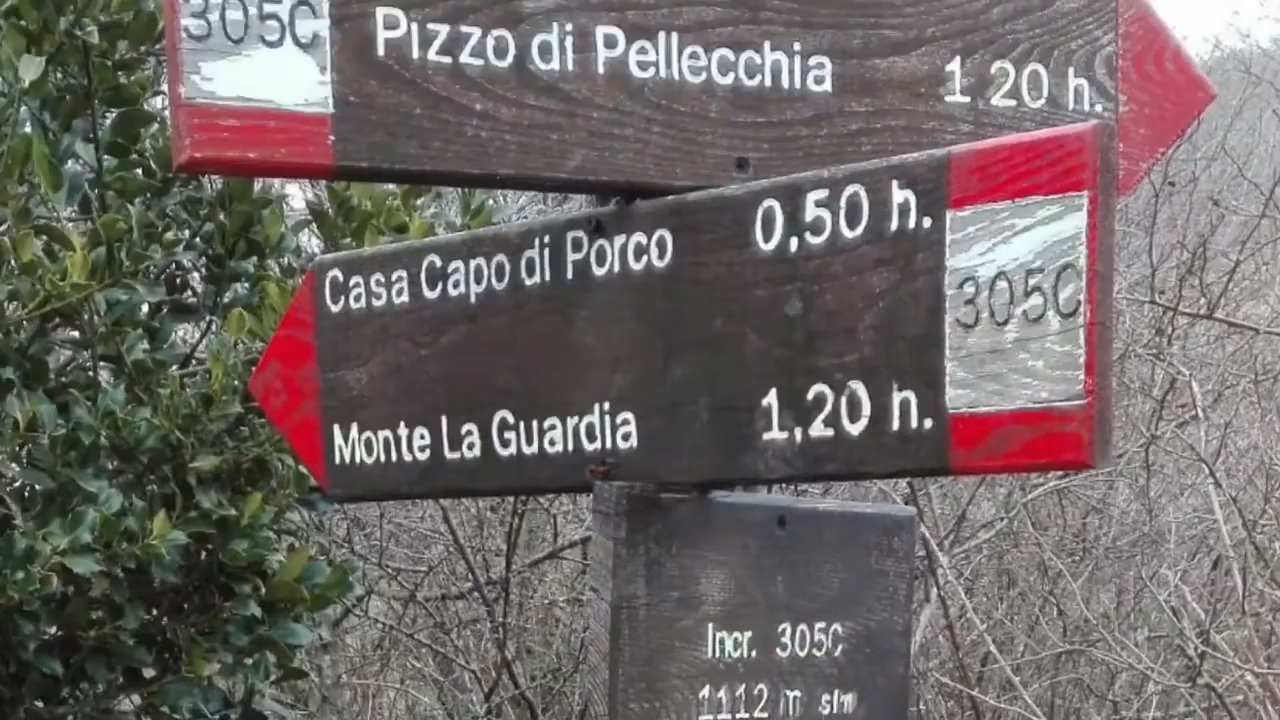 305C
Pizzo di Pellecchia 1 20 h.
Casa Capo di Porco 0,50 h.
305C
Monte La Guardia 1,20 h.
Incr. 305C
1112 m slm